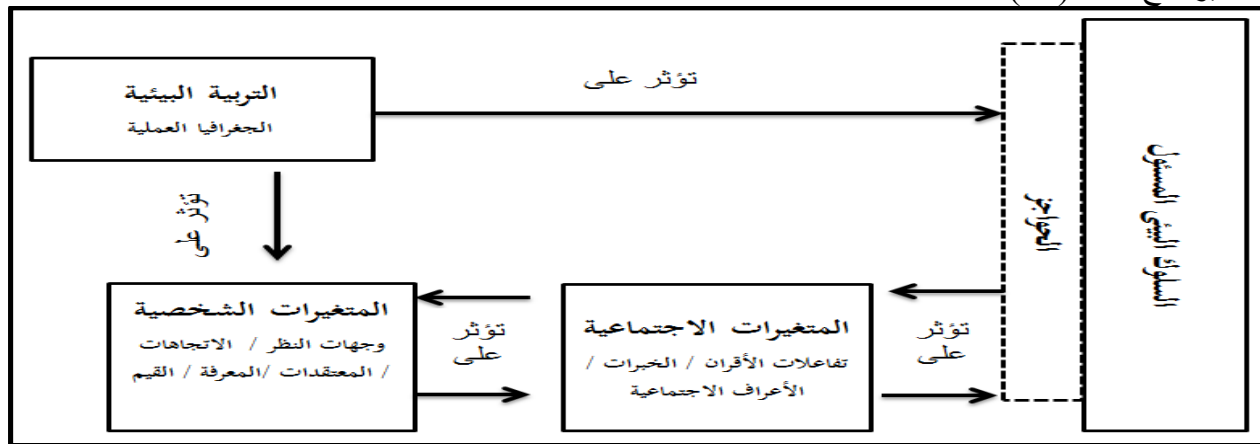 التربية البيئية
الجغرافيا العملية
تؤثر على
تؤثر على
الحواجز
السلوك البيئى المسئول
المتغيرات الشخصية
وجهات النظر / الاتجاهات
/ المعتقدات /المعرفة / القيم
تؤثر
على
المتغيرات الاجتماعية
تفاعلات الأقران / الخبرات /
الأعراف الاجتماعية
تؤثر
على